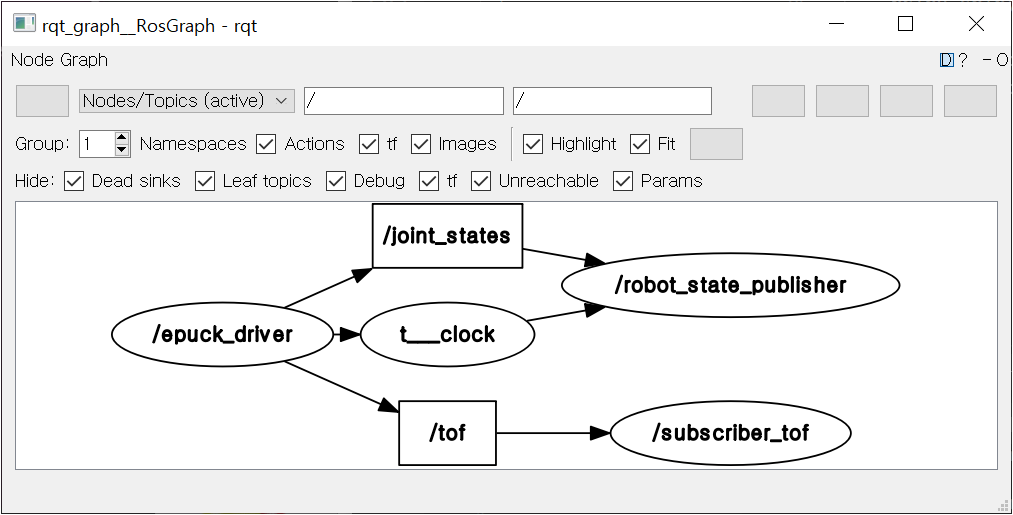 rqt_graph__RosGraph - rqt
Node Graph D ? - O
Nodes/Topics (active) / /
Group: 1 Namespaces Actions tf Images Highlight Fit
Hide: Dead sinks Leaf topics Debug tf Unreachable Params
/joint_states
/robot_state_publisher
/epuck_driver
t___clock
/tof
/subscriber_tof